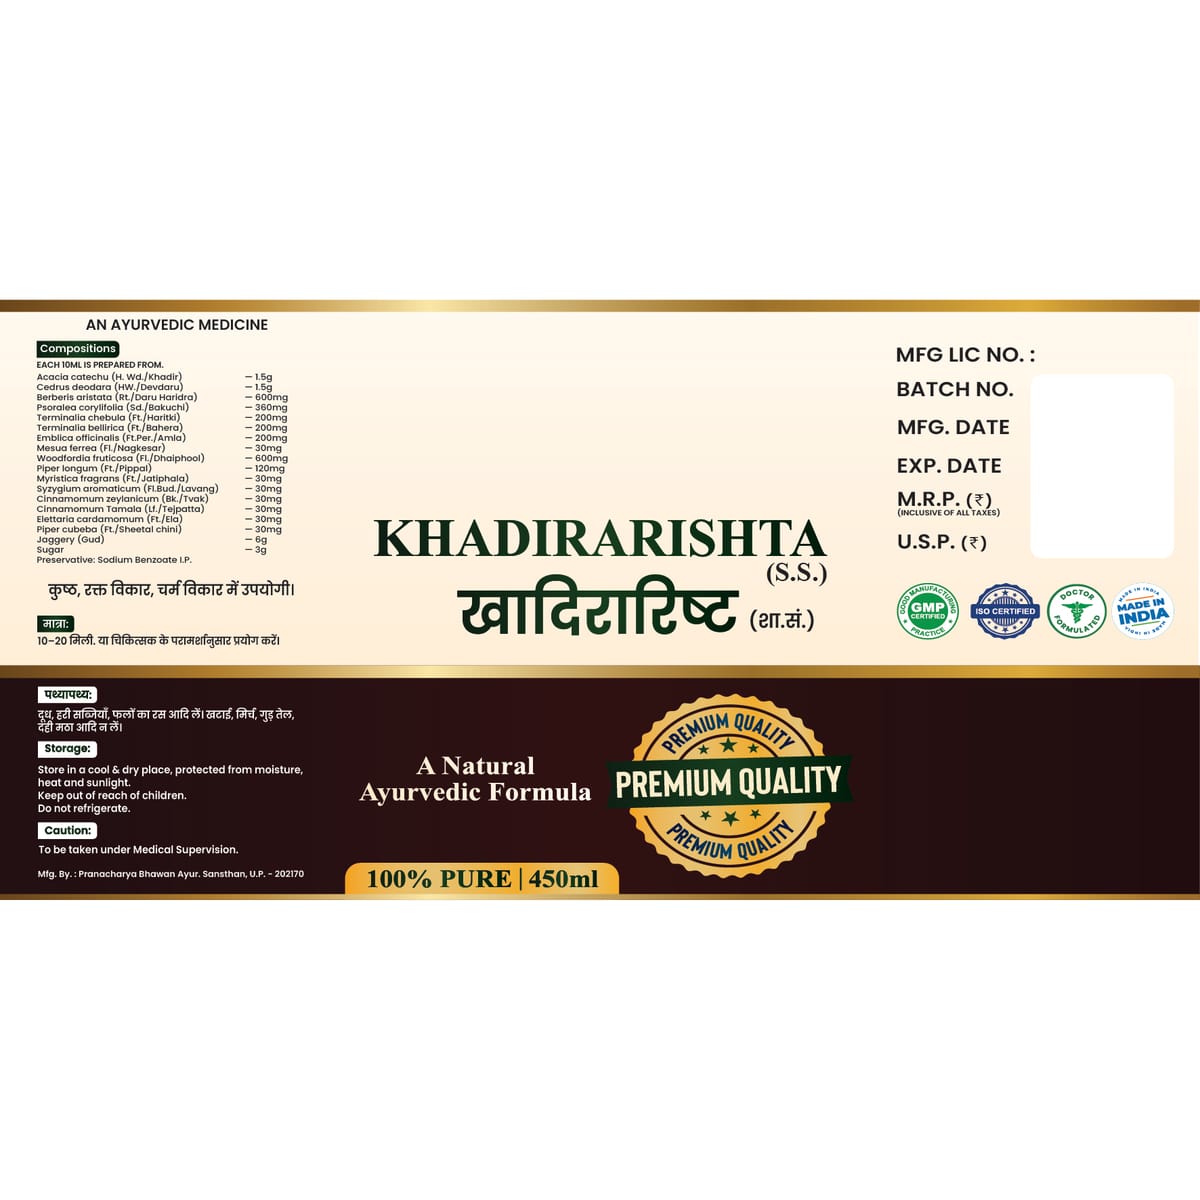 AN AYURVEDIC MEDICINE
Compositions
EACH 10ML IS PREPARED FROM.
Acacia catechu (H. Wd./Khadir) – 1.5g
Cedrus deodara (HW./Devdaru) – 1.5g
Berberis aristata (Rt./Daru Haridra) – 600mg
Psoralea corylifolia (Sd./Bakuchi) – 360mg
Terminalia chebula (Ft./Haritki) – 200mg
Terminalia bellirica (Ft./Bahera) – 200mg
Emblica officinalis (Ft.Per./Amla) – 200mg
Mesua ferrea (Fl./Nagkesar) – 30mg
Woodfordia fruticosa (Fl./Dhaiphool) – 600mg
Piper longum (Ft./Pippal) – 120mg
Myristica fragrans (Ft./Jatiphala) – 30mg
Syzygium aromaticum (Fl.Bud./Lavang) – 30mg
Cinnamomum zeylanicum (Bk./Tvak) – 30mg
Cinnamomum Tamala (Lf./Tejpatta) – 30mg
Elettaria cardamomum (Ft./Ela) – 30mg
Piper cubeba (Ft./Sheetal chini) – 30mg
Jaggery (Gud) – 6g
Sugar – 3g
Preservative: Sodium Benzoate I.P.
कुष्ठ, रक्त विकार, चर्म विकार में उपयोगी।
मात्रा:
10–20 मिली. या चिकित्सक के परामर्शानुसार प्रयोग करें।
पथ्यापथ्य:
दूध, हरी सब्जियाँ, फलों का रस आदि लें। खटाई, मिर्च, गुड़ तेल,
दही मठा आदि न लें।
Storage:
Store in a cool & dry place, protected from moisture,
heat and sunlight.
Keep out of reach of children.
Do not refrigerate.
Caution:
To be taken under Medical Supervision.
Mfg. By. : Pranacharya Bhawan Ayur. Sansthan, U.P. - 202170
KHADIRARISHTA
(S.S.)
खादिरारिष्ट (शा.सं.)
A Natural
Ayurvedic Formula
PREMIUM QUALITY
PREMIUM QUALITY
PREMIUM QUALITY
100% PURE | 450ml
MFG LIC NO. :
BATCH NO.
MFG. DATE
EXP. DATE
M.R.P. (₹)
(INCLUSIVE OF ALL TAXES)
U.S.P. (₹)
GOOD MANUFACTURING
GMP
CERTIFIED
PRACTICE
ISO CERTIFIED
DOCTOR
FORMULATED
MADE IN INDIA
MADE IN
INDIA
MADE IN INDIA